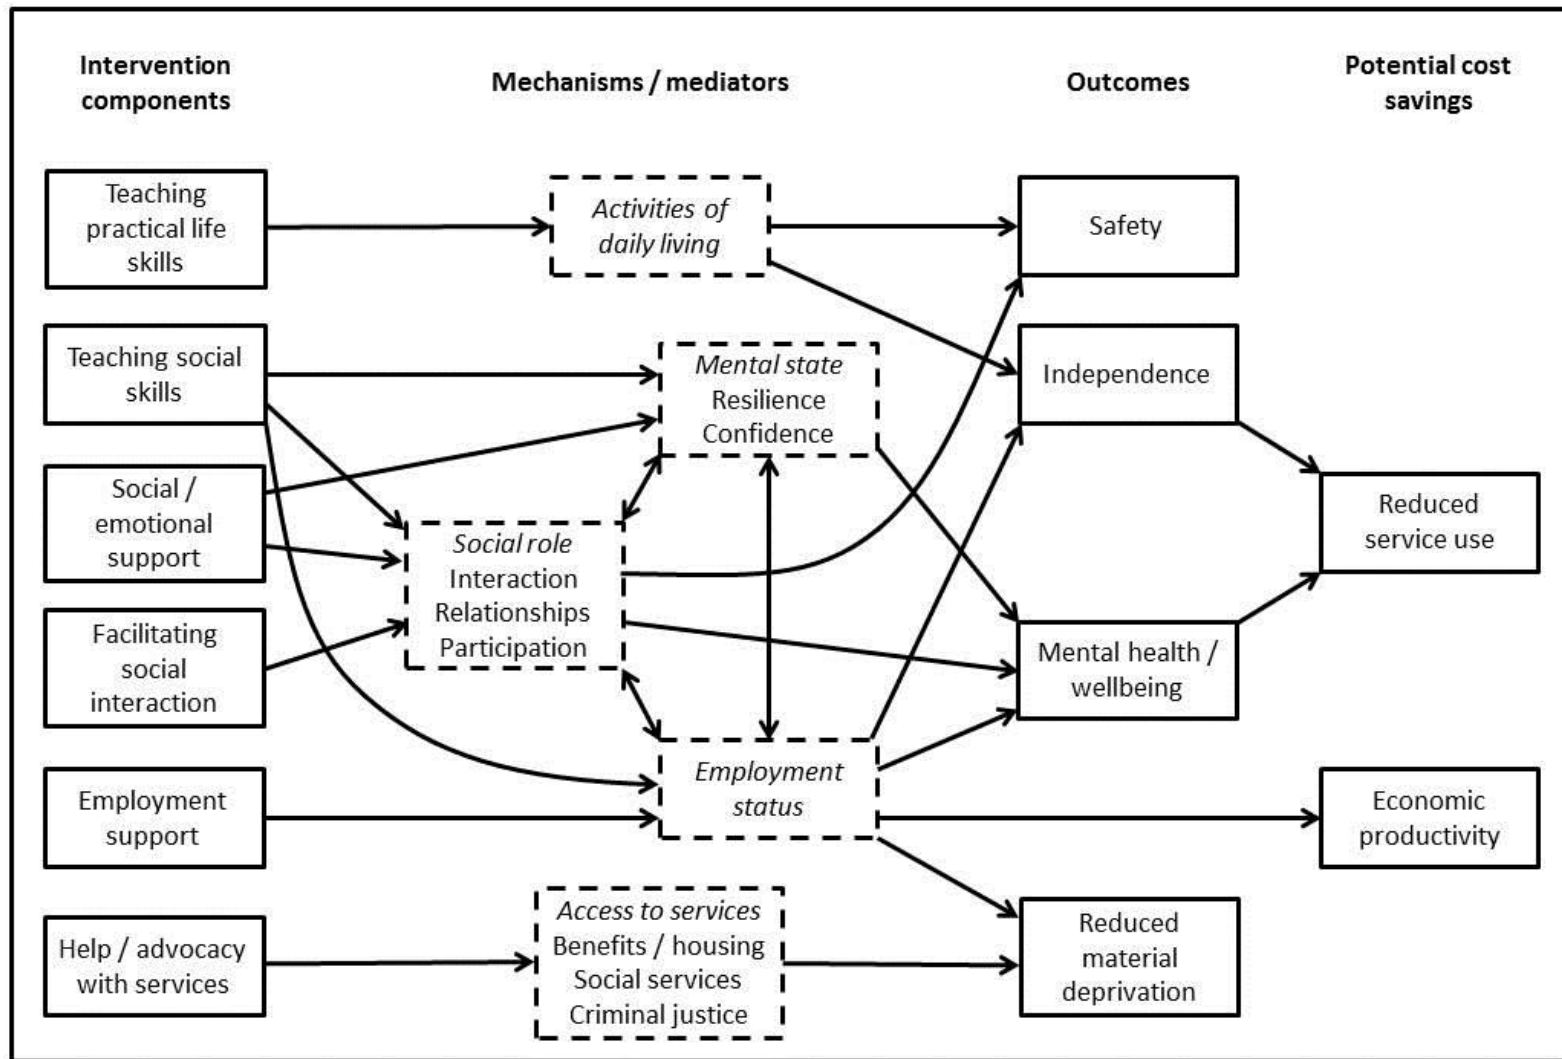 Intervention
components
Mechanisms / mediators
Outcomes
Potential cost
savings
Teaching
practical life
skills
Activities of
daily living
Safety
Teaching social
skills
Mental state
Resilience
Confidence
Independence
Social /
emotional
support
Social role
Interaction
Relationships
Participation
Reduced
service use
Facilitating
social
interaction
Mental health /
wellbeing
Employment
support
Employment
status
Economic
productivity
Help / advocacy
with services
Access to services
Benefits / housing
Social services
Criminal justice
Reduced
material
deprivation